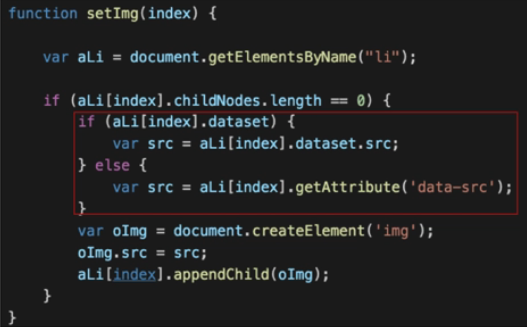 function setImg(index) {
var aLi = document.getElementsByName("li");
if (aLi[index].childNodes.length == 0) {
if (aLi[index].dataset) {
var src = aLi[index].dataset.src;
} else {
var src = aLi[index].getAttribute('data-src');
}
var oImg = document.createElement('img');
oImg.src = src;
aLi[index].appendChild(oImg);
}
}